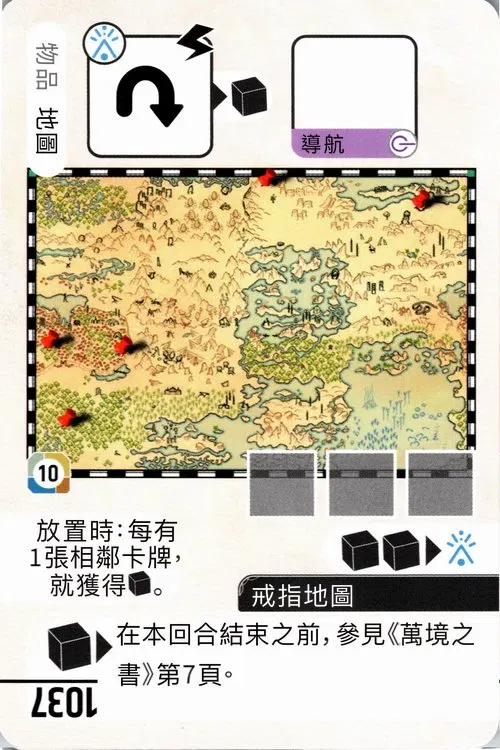 物品 地圖
導航
10
放置時：每有
1張相鄰卡牌，
就獲得。
戒指地圖
在本回合結束之前，參見《萬境之
書》第7頁。
1037